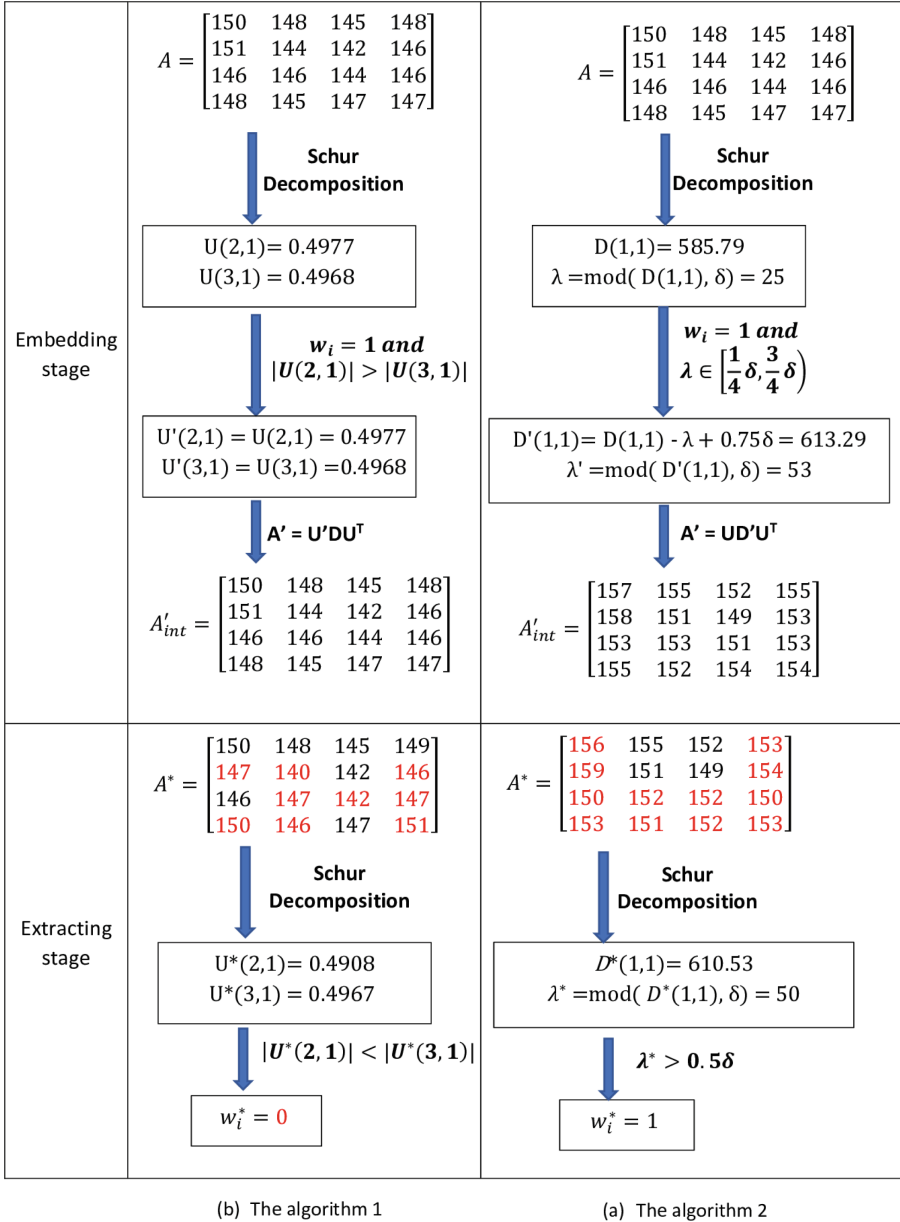 Embedding stage
A = [150 148 145 148
151 144 142 146
146 146 144 146
148 145 147 147]
Schur
Decomposition
U(2,1)= 0.4977
U(3,1)= 0.4968
w_i = 1 and
|U(2,1)| > |U(3,1)|
U'(2,1) = U(2,1) = 0.4977
U'(3,1) = U(3,1) =0.4968
A' = U'DU^T
A'_int = [150 148 145 148
151 144 142 146
146 146 144 146
148 145 147 147]
A = [150 148 145 148
151 144 142 146
146 146 144 146
148 145 147 147]
Schur
Decomposition
D(1,1)= 585.79
λ =mod( D(1,1), δ) = 25
w_i = 1 and
λ ∈ [1/4 δ, 3/4 δ)
D'(1,1)= D(1,1) - λ + 0.75δ = 613.29
λ' =mod( D'(1,1), δ) = 53
A' = UD'U^T
A'_int = [157 155 152 155
158 151 149 153
153 153 151 153
155 152 154 154]
Extracting stage
A* = [150 148 145 149
147 140 142 146
146 147 142 147
150 146 147 151]
Schur
Decomposition
U*(2,1)= 0.4908
U*(3,1)= 0.4967
|U*(2,1)| < |U*(3,1)|
w_i* = 0
A* = [156 155 152 153
159 151 149 154
150 152 152 150
153 151 152 153]
Schur
Decomposition
D*(1,1)= 610.53
λ* =mod( D*(1,1), δ) = 50
λ* > 0.5δ
w_i* = 1
(b) The algorithm 1
(a) The algorithm 2